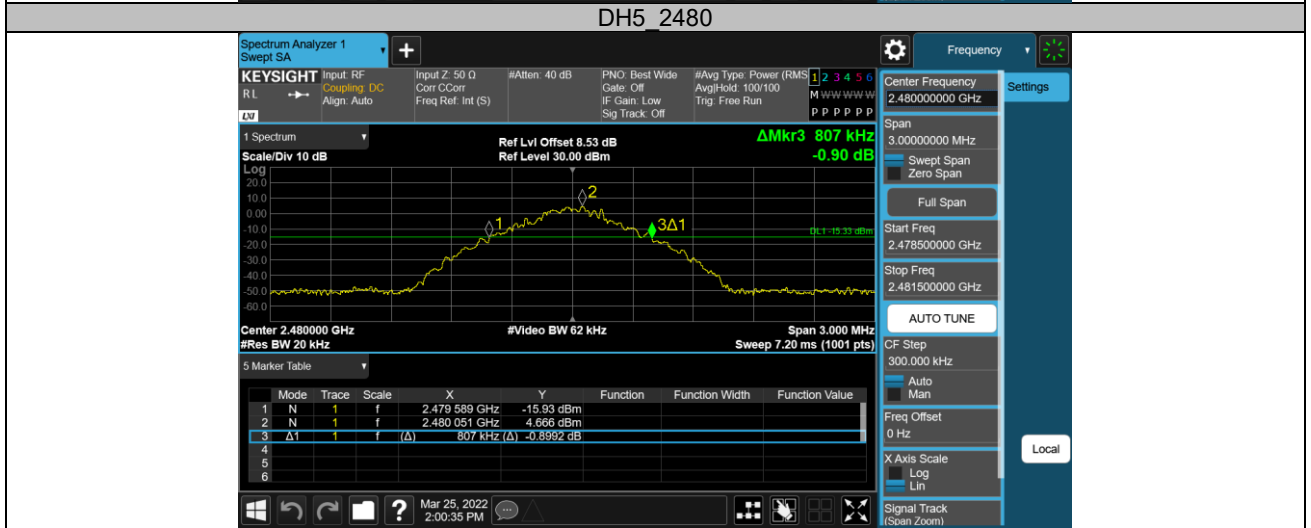 DH5_2480
Spectrum Analyzer 1
Swept SA
Frequency
KEYSIGHT
RL
LXI
Input: RF
Coupling: DC
Align: Auto
Input Z: 50 Ω
Corr CCorr
Freq Ref: Int (S)
#Atten: 40 dB
PNO: Best Wide
Gate: Off
IF Gain: Low
Sig Track: Off
#Avg Type: Power (RMS
Avg|Hold: 100/100
Trig: Free Run
1 2 3 4 5 6
M W W W W W
P P P P P P
1 Spectrum
Scale/Div 10 dB
Ref Lvl Offset 8.53 dB
Ref Level 30.00 dBm
ΔMkr3 807 kHz
-0.90 dB
Log
20.0
10.0
0.00
-10.0
-20.0
-30.0
-40.0
-50.0
-60.0
1
2
3Δ1
DL1 -15.33 dBm
Center 2.480000 GHz
#Video BW 62 kHz
Span 3.000 MHz
#Res BW 20 kHz
Sweep 7.20 ms (1001 pts)
5 Marker Table
Mode Trace Scale X Y Function Function Width Function Value
1 N 1 f 2.479 589 GHz -15.93 dBm
2 N 1 f 2.480 051 GHz 4.666 dBm
3 Δ1 1 f (Δ) 807 kHz (Δ) -0.8992 dB
4
5
6
Mar 25, 2022
2:00:35 PM
Center Frequency
2.480000000 GHz
Settings
Span
3.00000000 MHz
Swept Span
Zero Span
Full Span
Start Freq
2.478500000 GHz
Stop Freq
2.481500000 GHz
AUTO TUNE
CF Step
300.000 kHz
Auto
Man
Freq Offset
0 Hz
X Axis Scale
Log
Lin
Local
Signal Track
(Span Zoom)